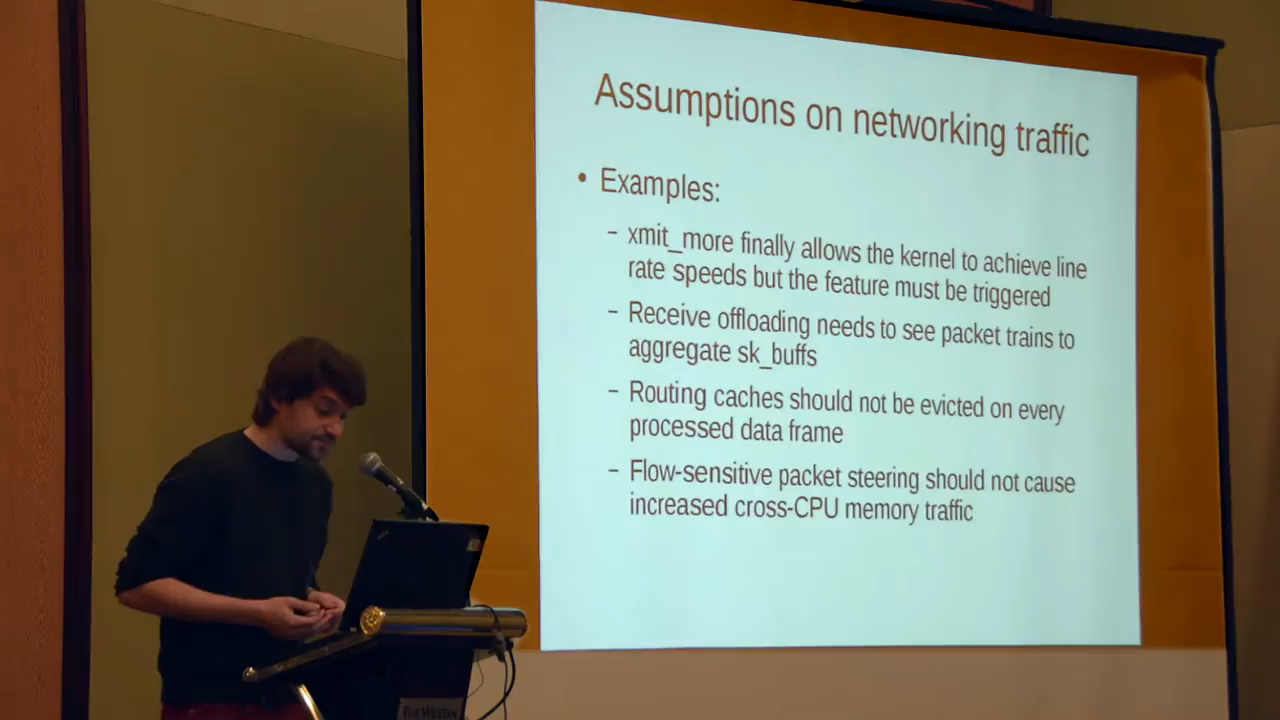 Assumptions on networking traffic
• Examples:
– xmit_more finally allows the kernel to achieve line
rate speeds but the feature must be triggered
– Receive offloading needs to see packet trains to
aggregate sk_buffs
– Routing caches should not be evicted on every
processed data frame
– Flow-sensitive packet steering should not cause
increased cross-CPU memory traffic
THE WESTIN